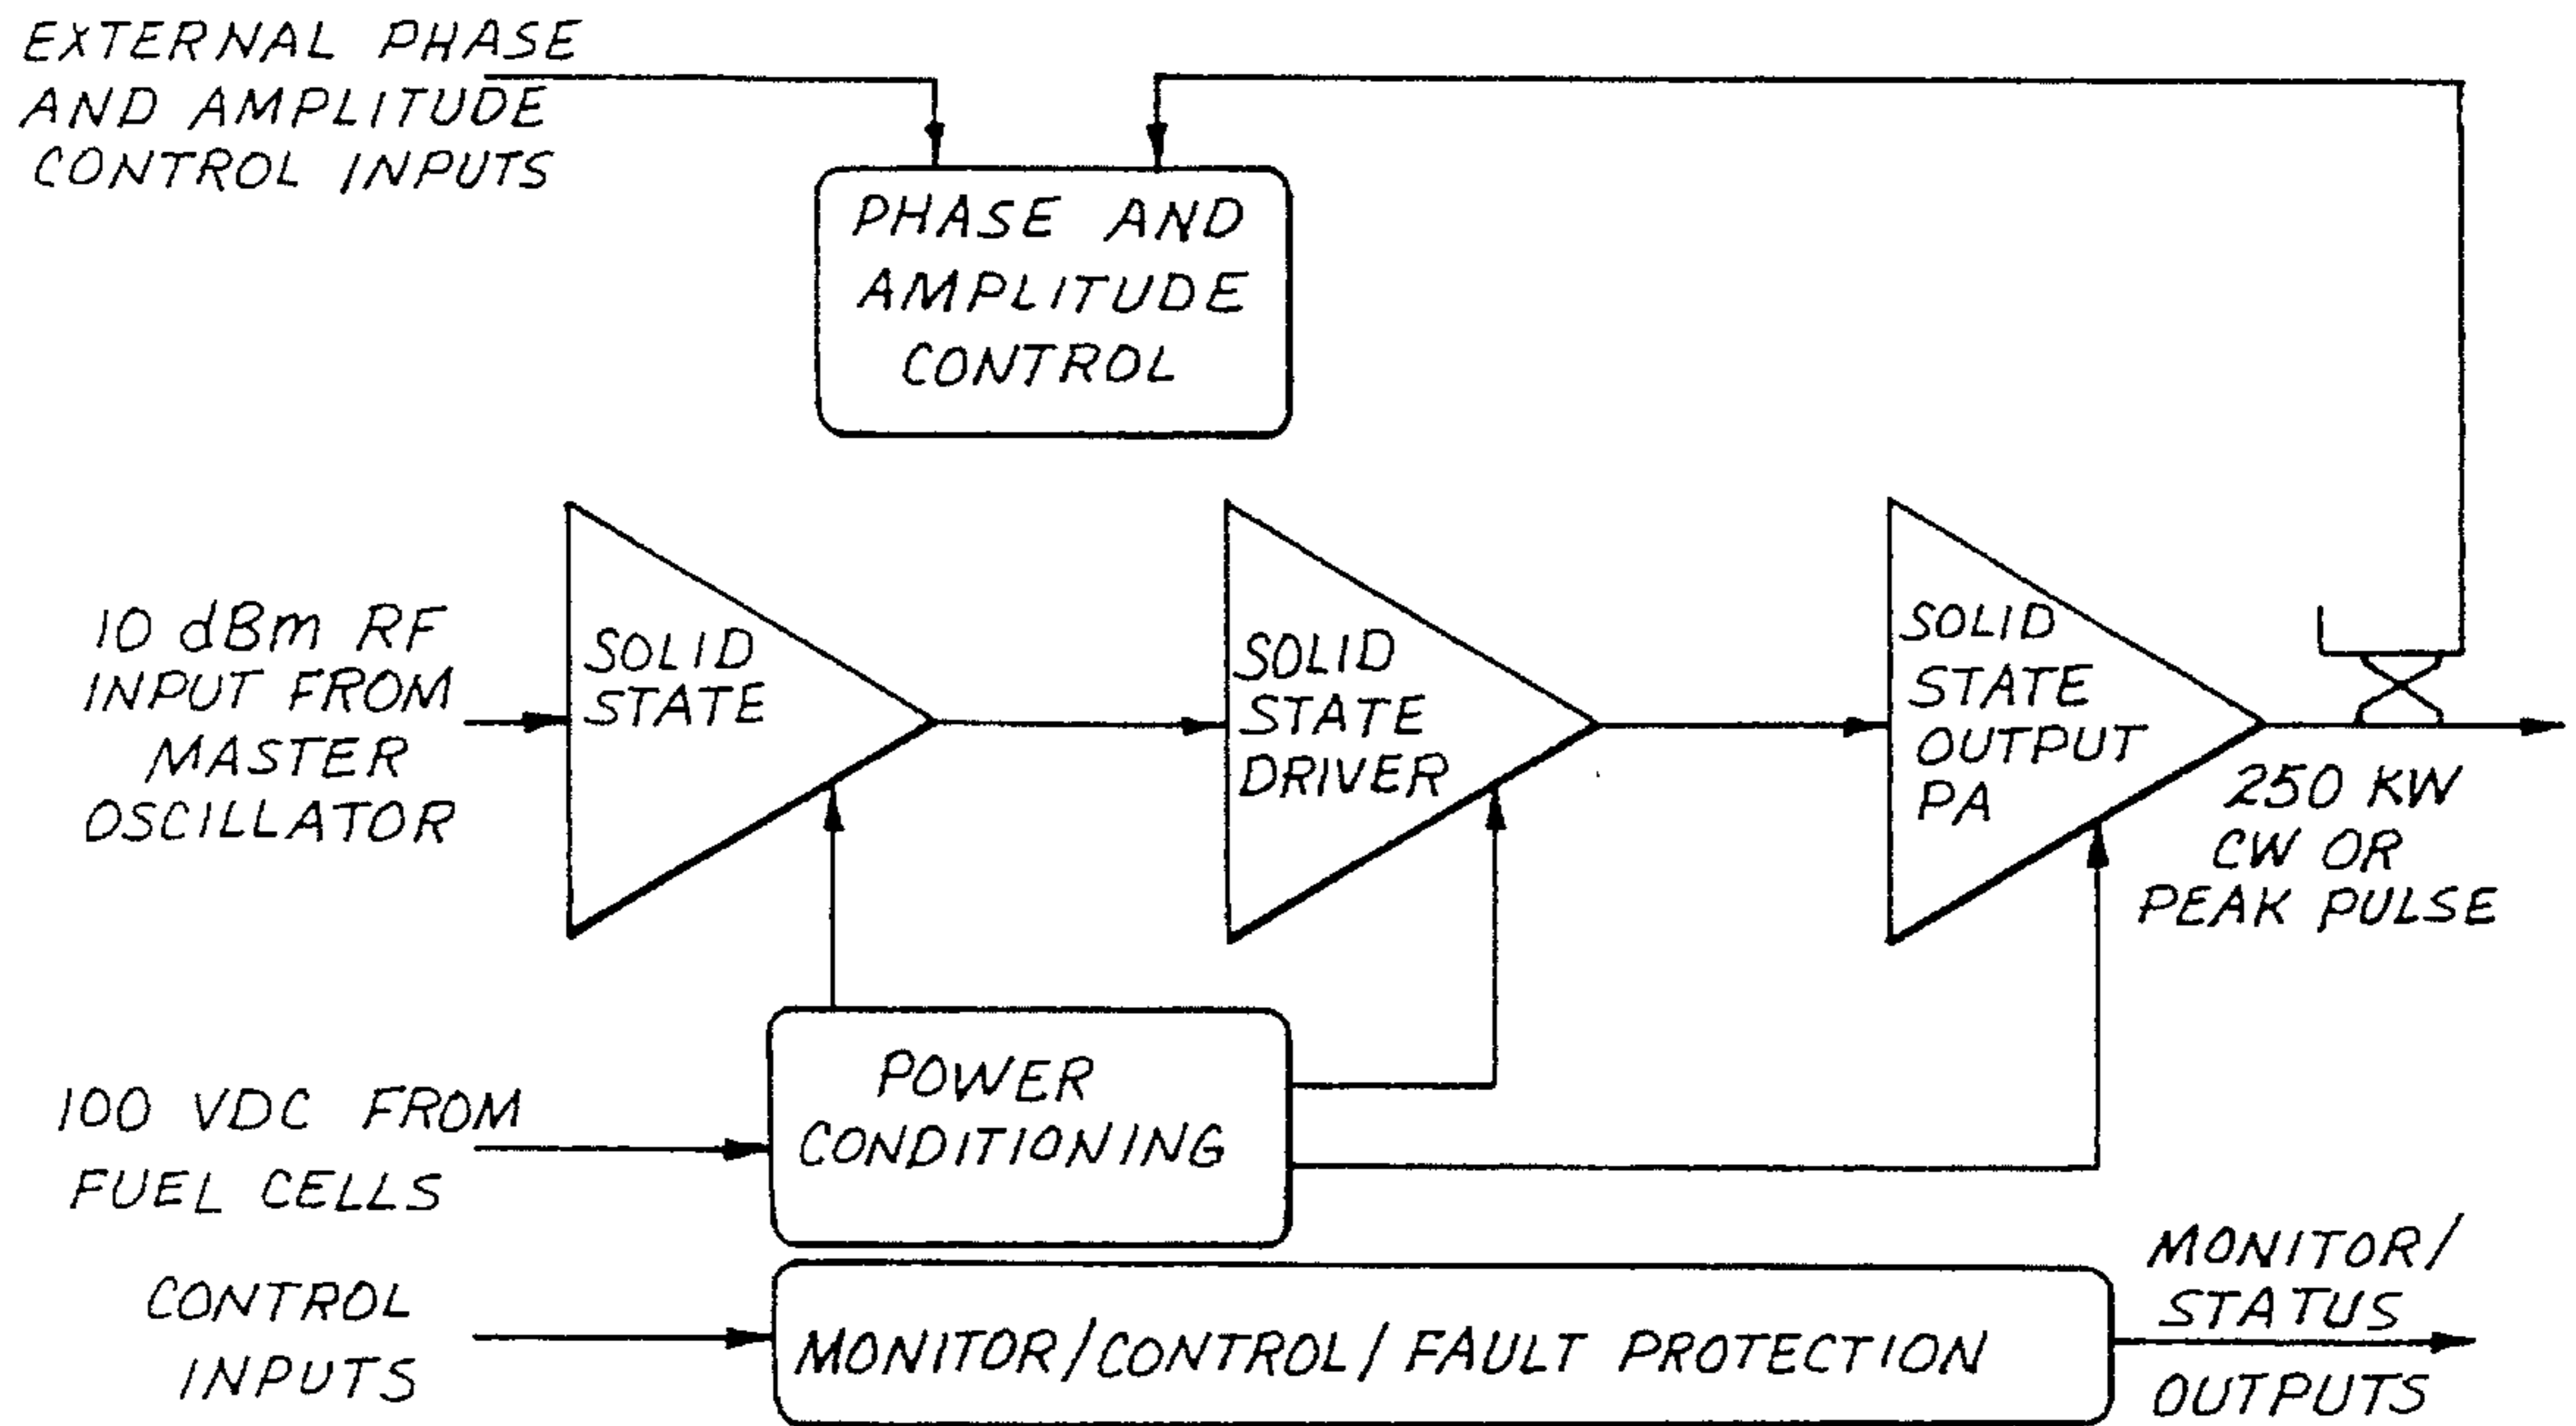 EXTERNAL PHASE
AND AMPLITUDE
CONTROL INPUTS
PHASE AND
AMPLITUDE
CONTROL
10 dBm RF
INPUT FROM
MASTER
OSCILLATOR
SOLID
STATE
SOLID
STATE
DRIVER
SOLID
STATE
OUTPUT
PA
250 KW
CW OR
PEAK PULSE
100 VDC FROM
FUEL CELLS
POWER
CONDITIONING
CONTROL
INPUTS
MONITOR/CONTROL/FAULT PROTECTION
MONITOR/
STATUS
OUTPUTS